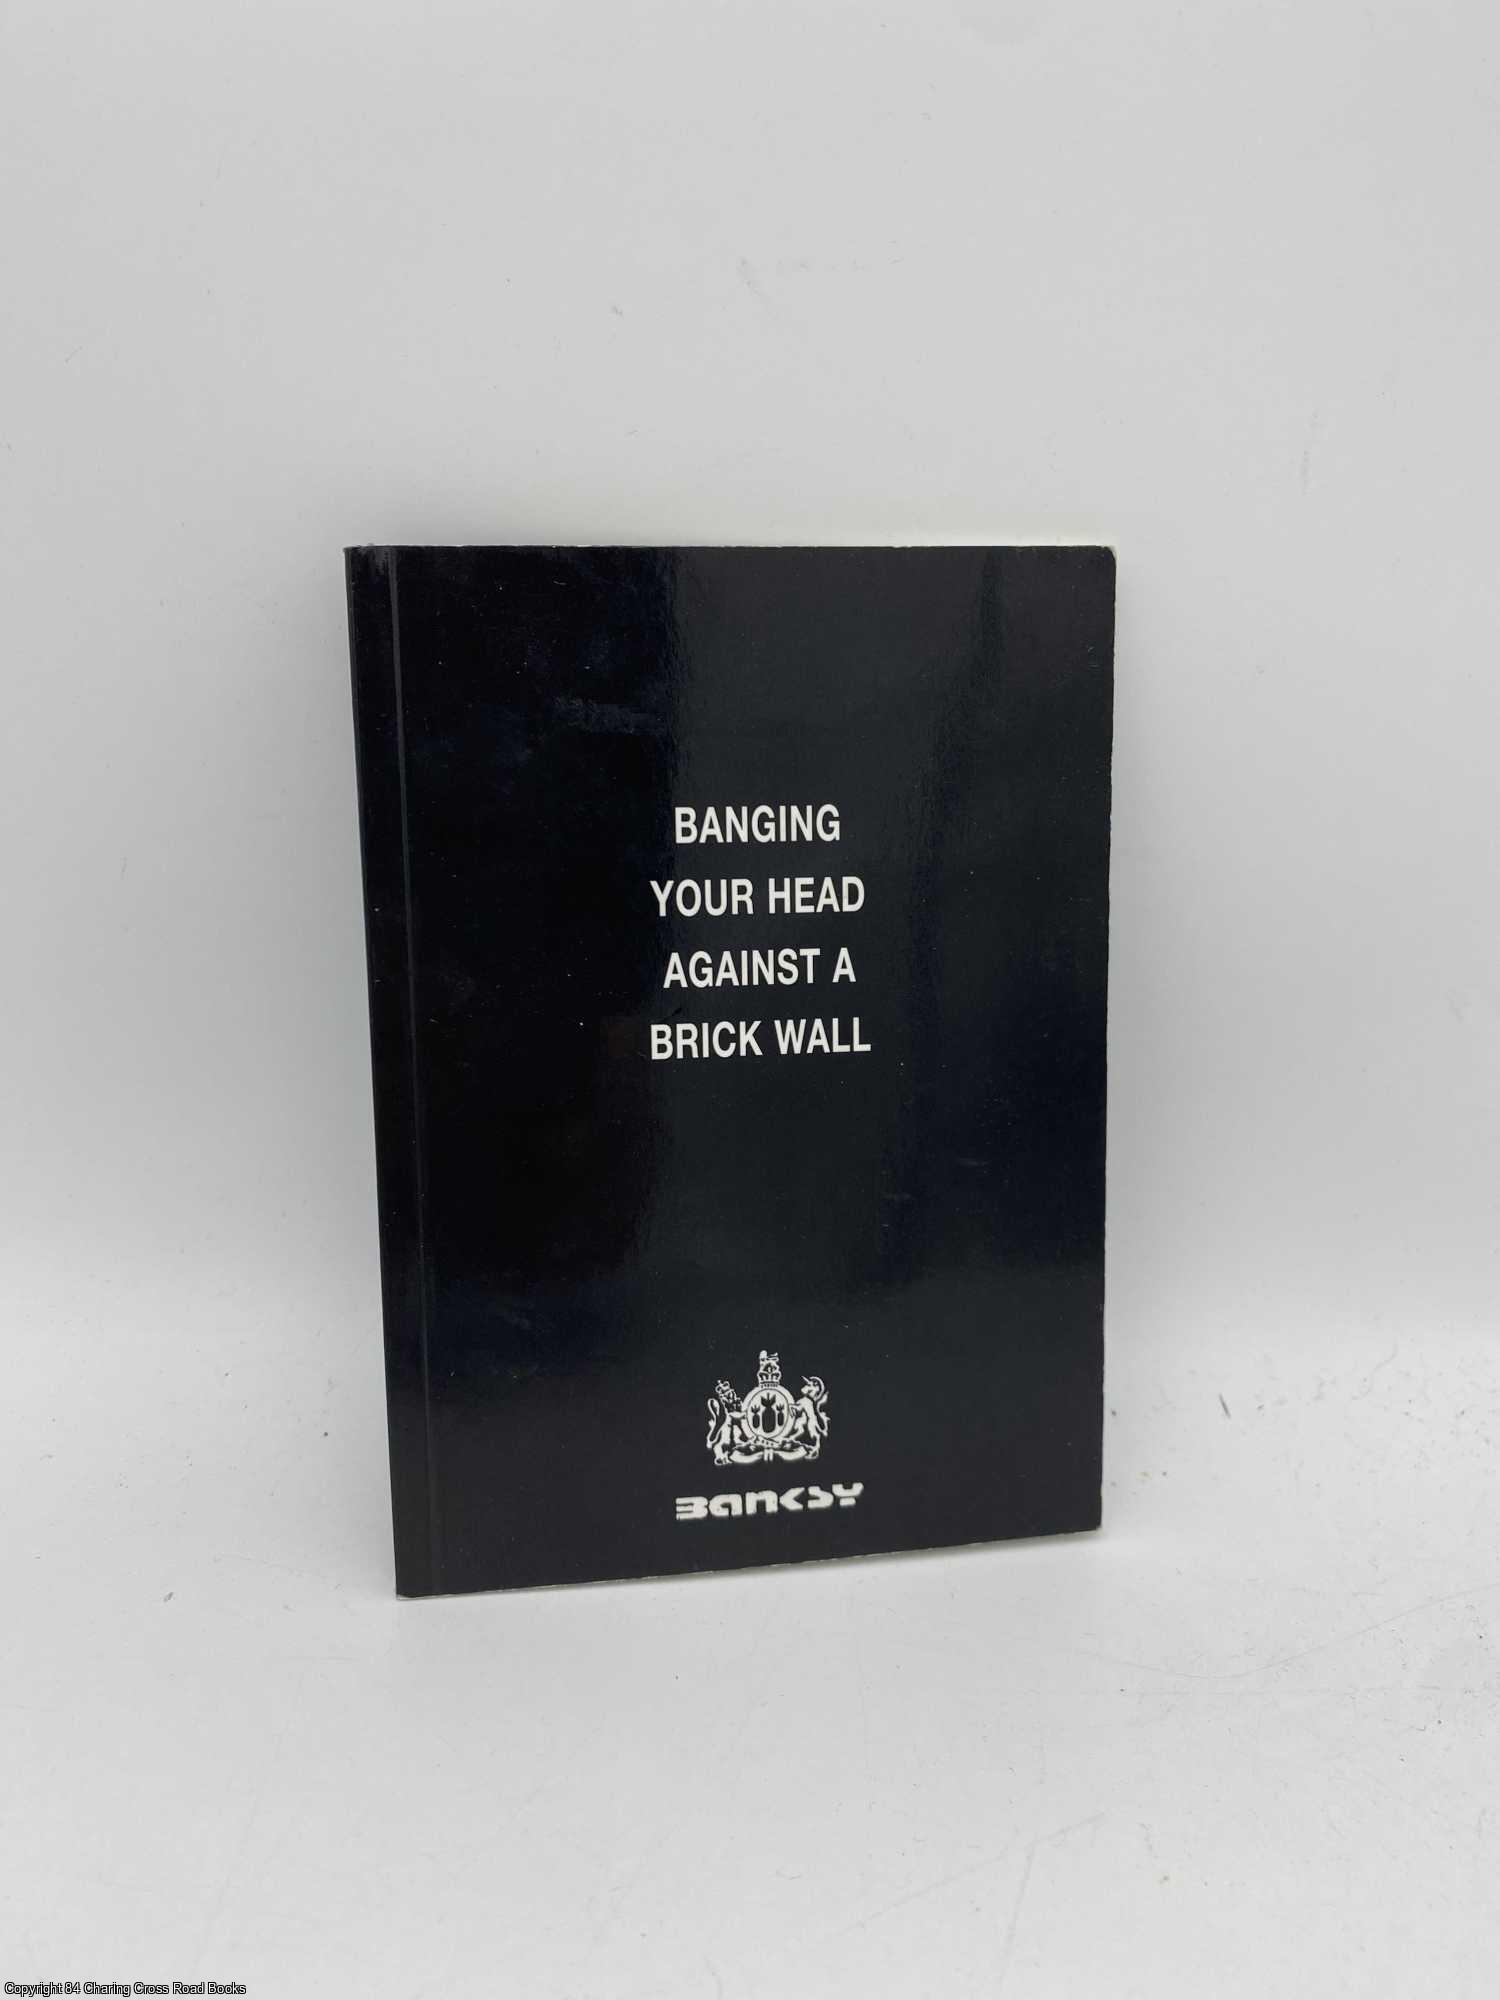 BANGING
YOUR HEAD
AGAINST A
BRICK WALL
BANKSY
Copyright 84 Charing Cross Road Books